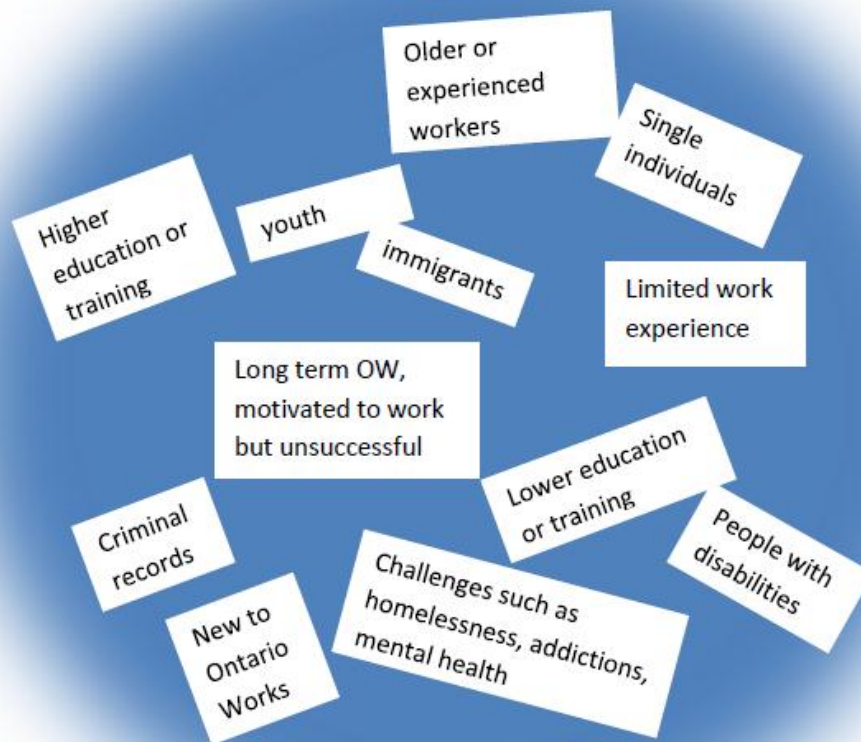 Older or
experienced
workers
Single
individuals
Higher
education or
training
youth
immigrants
Limited work
experience
Long term OW,
motivated to work
but unsuccessful
Lower education
or training
People with
disabilities
Criminal
records
Challenges such as
homelessness, addictions,
mental health
New to
Ontario
Works